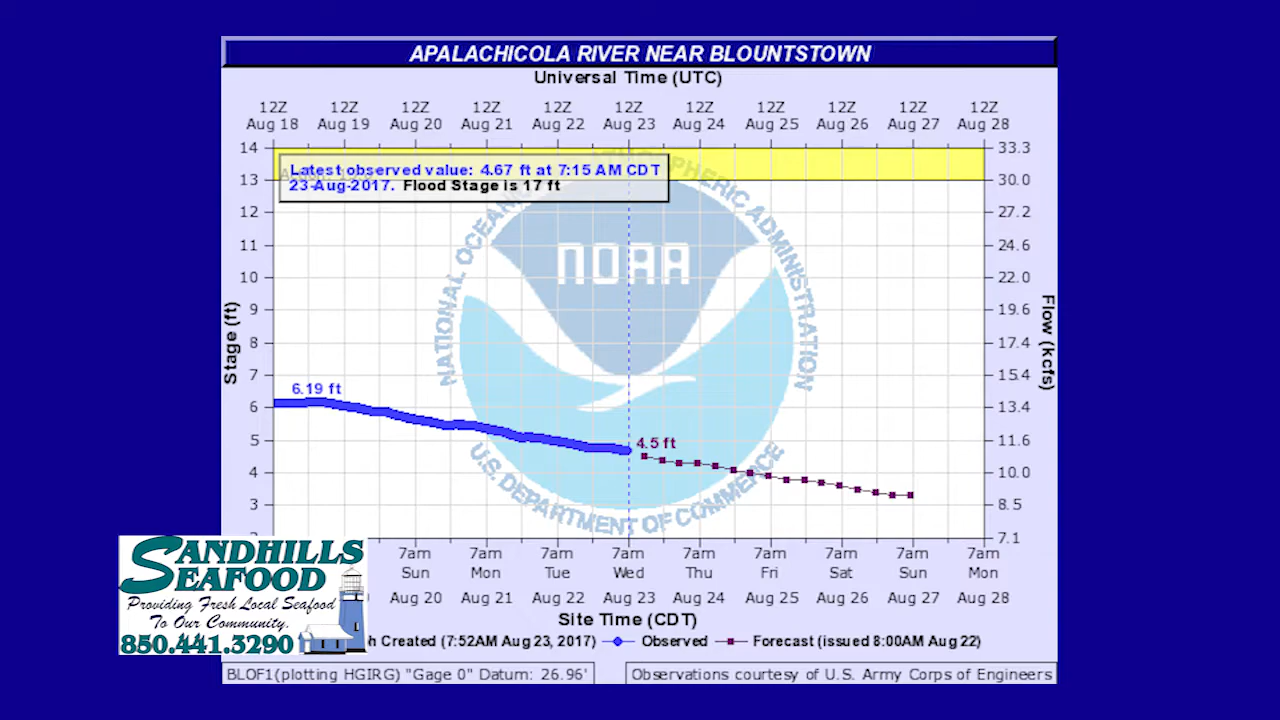 APALACHICOLA RIVER NEAR BLOUNTSTOWN
Universal Time (UTC)
12Z 12Z 12Z 12Z 12Z 12Z 12Z 12Z 12Z 12Z 12Z
Aug 18 Aug 19 Aug 20 Aug 21 Aug 22 Aug 23 Aug 24 Aug 25 Aug 26 Aug 27 Aug 28
14 33.3
Latest observed value: 4.67 ft at 7:15 AM CDT
23-Aug-2017. Flood Stage is 17 ft
13 30.0
12 27.2
11 24.6
10 22.0
9 19.6
8 17.4
7 15.4
6 13.4
5 11.6
4 10.0
3 8.5
7.1
Stage (ft)
Flow (kcfs)
NATIONAL OCEANIC ATMOSPHERIC ADMINISTRATION
NOAA
U.S. DEPARTMENT OF COMMERCE
6.19 ft
4.5 ft
7am 7am 7am 7am 7am 7am 7am 7am 7am
Sun Mon Tue Wed Thu Fri Sat Sun Mon
Aug 20 Aug 21 Aug 22 Aug 23 Aug 24 Aug 25 Aug 26 Aug 27 Aug 28
Site Time (CDT)
h Created (7:52AM Aug 23, 2017) Observed Forecast (issued 8:00AM Aug 22)
BLOF1(plotting HGIRG) "Gage 0" Datum: 26.96' Observations courtesy of U.S. Army Corps of Engineers
SANDHILLS
SEAFOOD
Providing Fresh Local Seafood
To Our Community.
850.441.3290